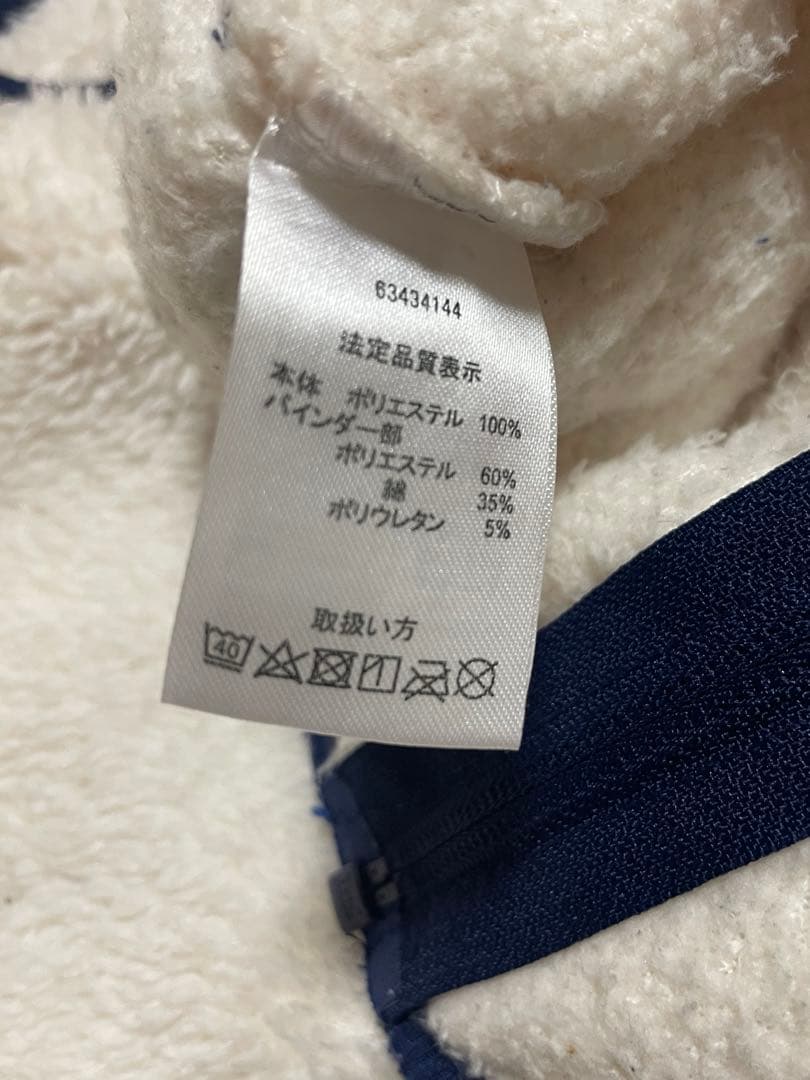 63434144
法定品質表示
本体 ポリエステル 100%
バインダー部
ポリエステル 60%
綿 35%
ポリウレタン 5%
取扱い方
40